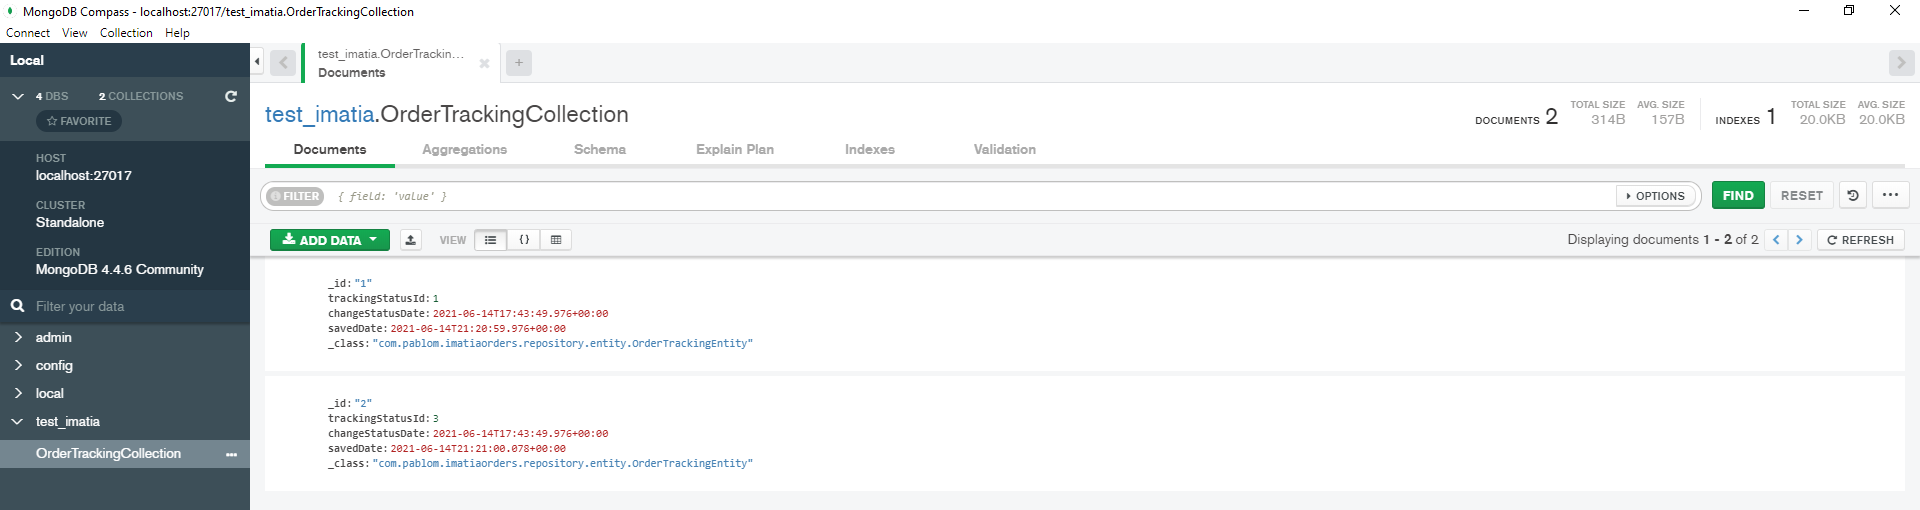 MongoDB Compass - localhost:27017/test_imatia.OrderTrackingCollection
Connect View Collection Help
Local
4 DBS 2 COLLECTIONS
FAVORITE
HOST
localhost:27017
CLUSTER
Standalone
EDITION
MongoDB 4.4.6 Community
Filter your data
admin
config
local
test_imatia
OrderTrackingCollection
test_imatia.OrderTrackin...
Documents
test_imatia.OrderTrackingCollection
DOCUMENTS 2 TOTAL SIZE 314B AVG. SIZE 157B INDEXES 1 TOTAL SIZE 20.0KB AVG. SIZE 20.0KB
Documents Aggregations Schema Explain Plan Indexes Validation
FILTER { field: 'value' } OPTIONS FIND RESET
ADD DATA VIEW {} Displaying documents 1 - 2 of 2 REFRESH
_id: "1"
trackingStatusId: 1
changeStatusDate: 2021-06-14T17:43:49.976+00:00
savedDate: 2021-06-14T21:20:59.976+00:00
_class: "com.pablom.imatiaorders.repository.entity.OrderTrackingEntity"
_id: "2"
trackingStatusId: 3
changeStatusDate: 2021-06-14T17:43:49.976+00:00
savedDate: 2021-06-14T21:21:00.078+00:00
_class: "com.pablom.imatiaorders.repository.entity.OrderTrackingEntity"